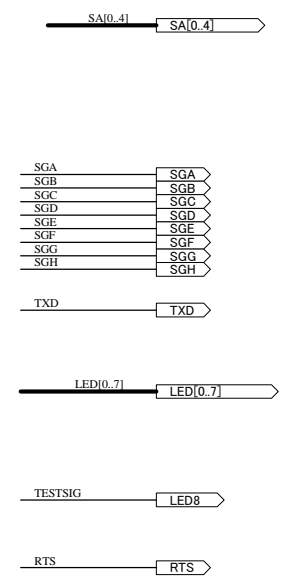 SA[0..4] SA[0..4]
SGA SGA
SGB SGB
SGC SGC
SGD SGD
SGE SGE
SGF SGF
SGG SGG
SGH SGH
TXD TXD
LED[0..7] LED[0..7]
TESTSIG LED8
RTS RTS